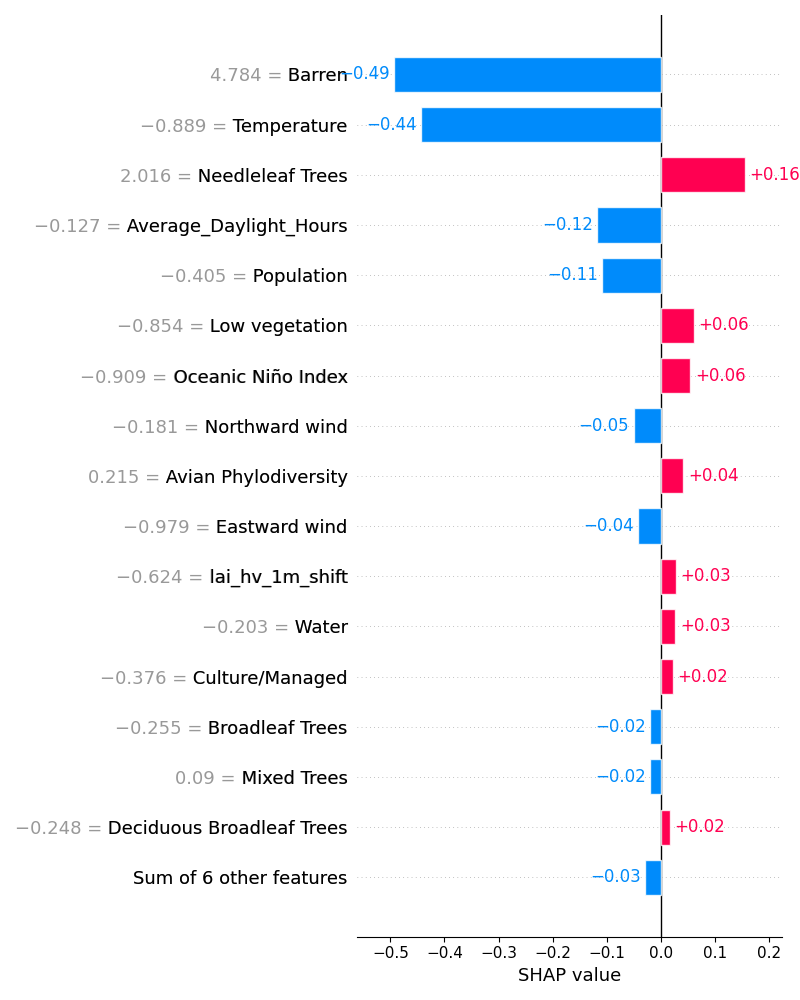 4.784 = Barren −0.49
−0.889 = Temperature −0.44
2.016 = Needleleaf Trees +0.16
−0.127 = Average_Daylight_Hours −0.12
−0.405 = Population −0.11
−0.854 = Low vegetation +0.06
−0.909 = Oceanic Niño Index +0.06
−0.181 = Northward wind −0.05
0.215 = Avian Phylodiversity +0.04
−0.979 = Eastward wind −0.04
−0.624 = lai_hv_1m_shift +0.03
−0.203 = Water +0.03
−0.376 = Culture/Managed +0.02
−0.255 = Broadleaf Trees −0.02
0.09 = Mixed Trees −0.02
−0.248 = Deciduous Broadleaf Trees +0.02
Sum of 6 other features −0.03
−0.5 −0.4 −0.3 −0.2 −0.1 0.0 0.1 0.2
SHAP value